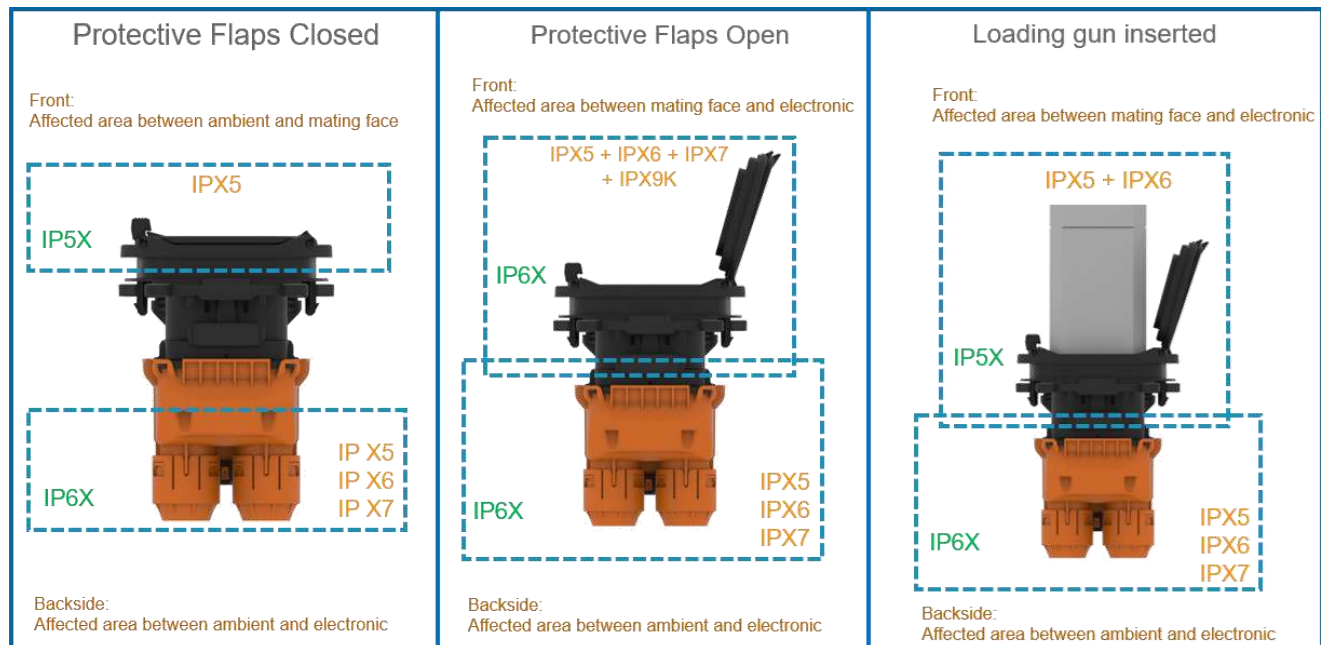 Protective Flaps Closed
Front:
Affected area between ambient and mating face
IPX5
IP5X
IP X5
IP X6
IP6X
IP X7
Backside:
Affected area between ambient and electronic
Protective Flaps Open
Front:
Affected area between mating face and electronic
IPX5 + IPX6 + IPX7
+ IPX9K
IP6X
IPX5
IP6X
IPX6
IPX7
Backside:
Affected area between ambient and electronic
Loading gun inserted
Front:
Affected area between mating face and electronic
IPX5 + IPX6
IP5X
IPX5
IP6X
IPX6
IPX7
Backside:
Affected area between ambient and electronic